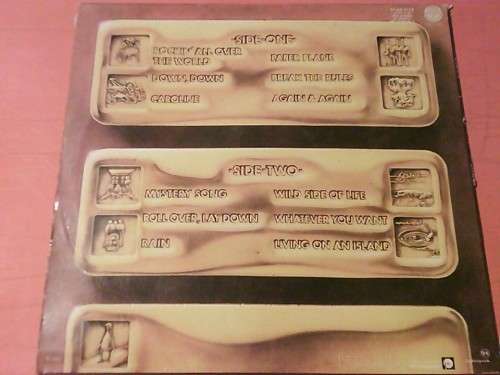 SIDE-ONE
ROCKIN' ALL OVER
THE WORLD
DOWN, DOWN
CAROLINE
PAPER PLANE
BREAK THE RULES
AGAIN & AGAIN
SIDE-TWO
MYSTERY SONG
ROLL OVER, LAY DOWN
RAIN
WILD SIDE OF LIFE
WHATEVER YOU WANT
LIVING ON AN ISLAND